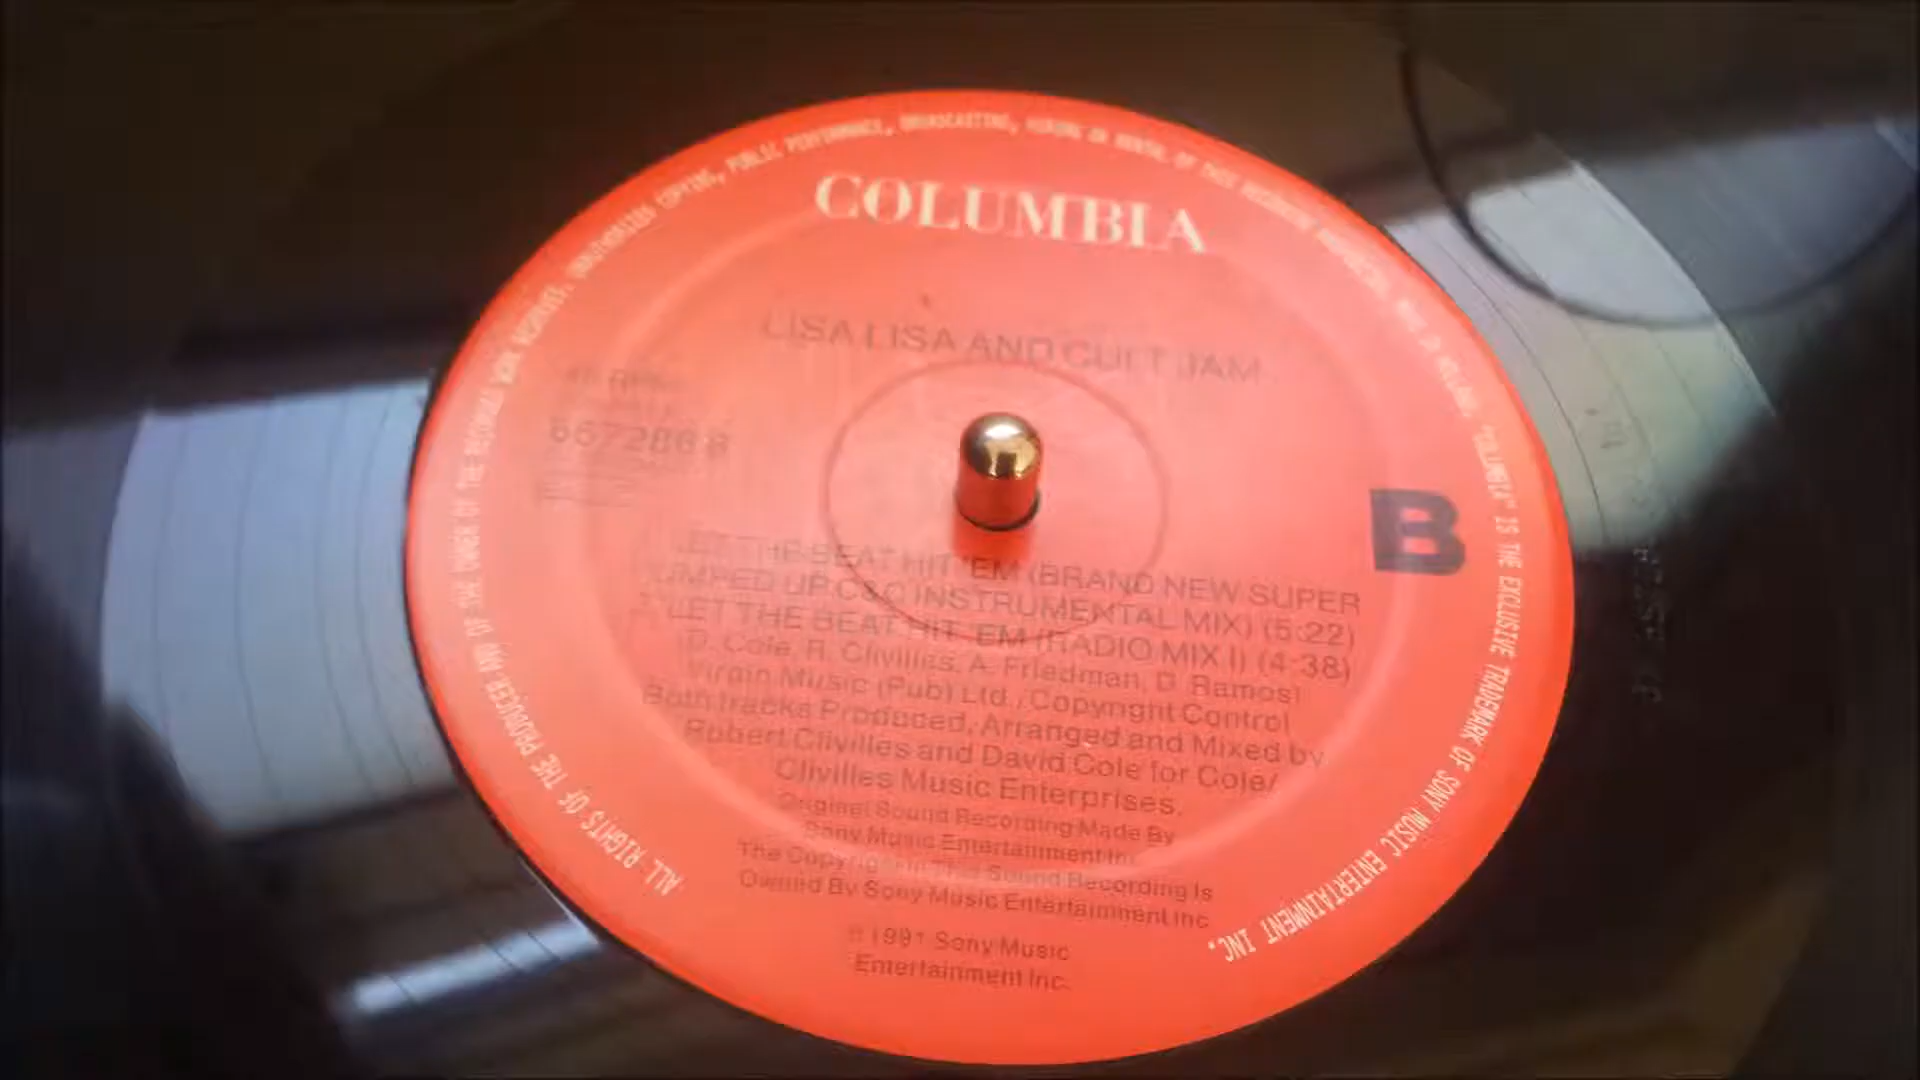 COLUMBIA
LISA LISA AND CULT JAM
45 RPM
B
LET THE BEAT HIT 'EM (BRAND NEW SUPER
PUMPED UP C&C INSTRUMENTAL MIX) (5:22)
LET THE BEAT HIT 'EM (RADIO MIX I) (4:38)
(D. Cole, R. Clivilles, A. Friedman, D. Ramos)
Virgin Music (Pub) Ltd./Copyright Control
Both tracks Produced, Arranged and Mixed by
Robert Clivilles and David Cole for Cole/
Clivilles Music Enterprises.
Original Sound Recording Made By
Sony Music Entertainment Inc.
The Copyright In This Sound Recording Is
Owned By Sony Music Entertainment Inc.
1991 Sony Music
Entertainment Inc.
ALL RIGHTS OF THE PRODUCER AND OF THE OWNER OF THE RECORDED WORK RESERVED. UNAUTHORISED COPYING, PUBLIC PERFORMANCE, BROADCASTING, HIRING OR RENTAL OF THIS RECORDING PROHIBITED. "COLUMBIA" IS THE EXCLUSIVE TRADEMARK OF SONY MUSIC ENTERTAINMENT INC.